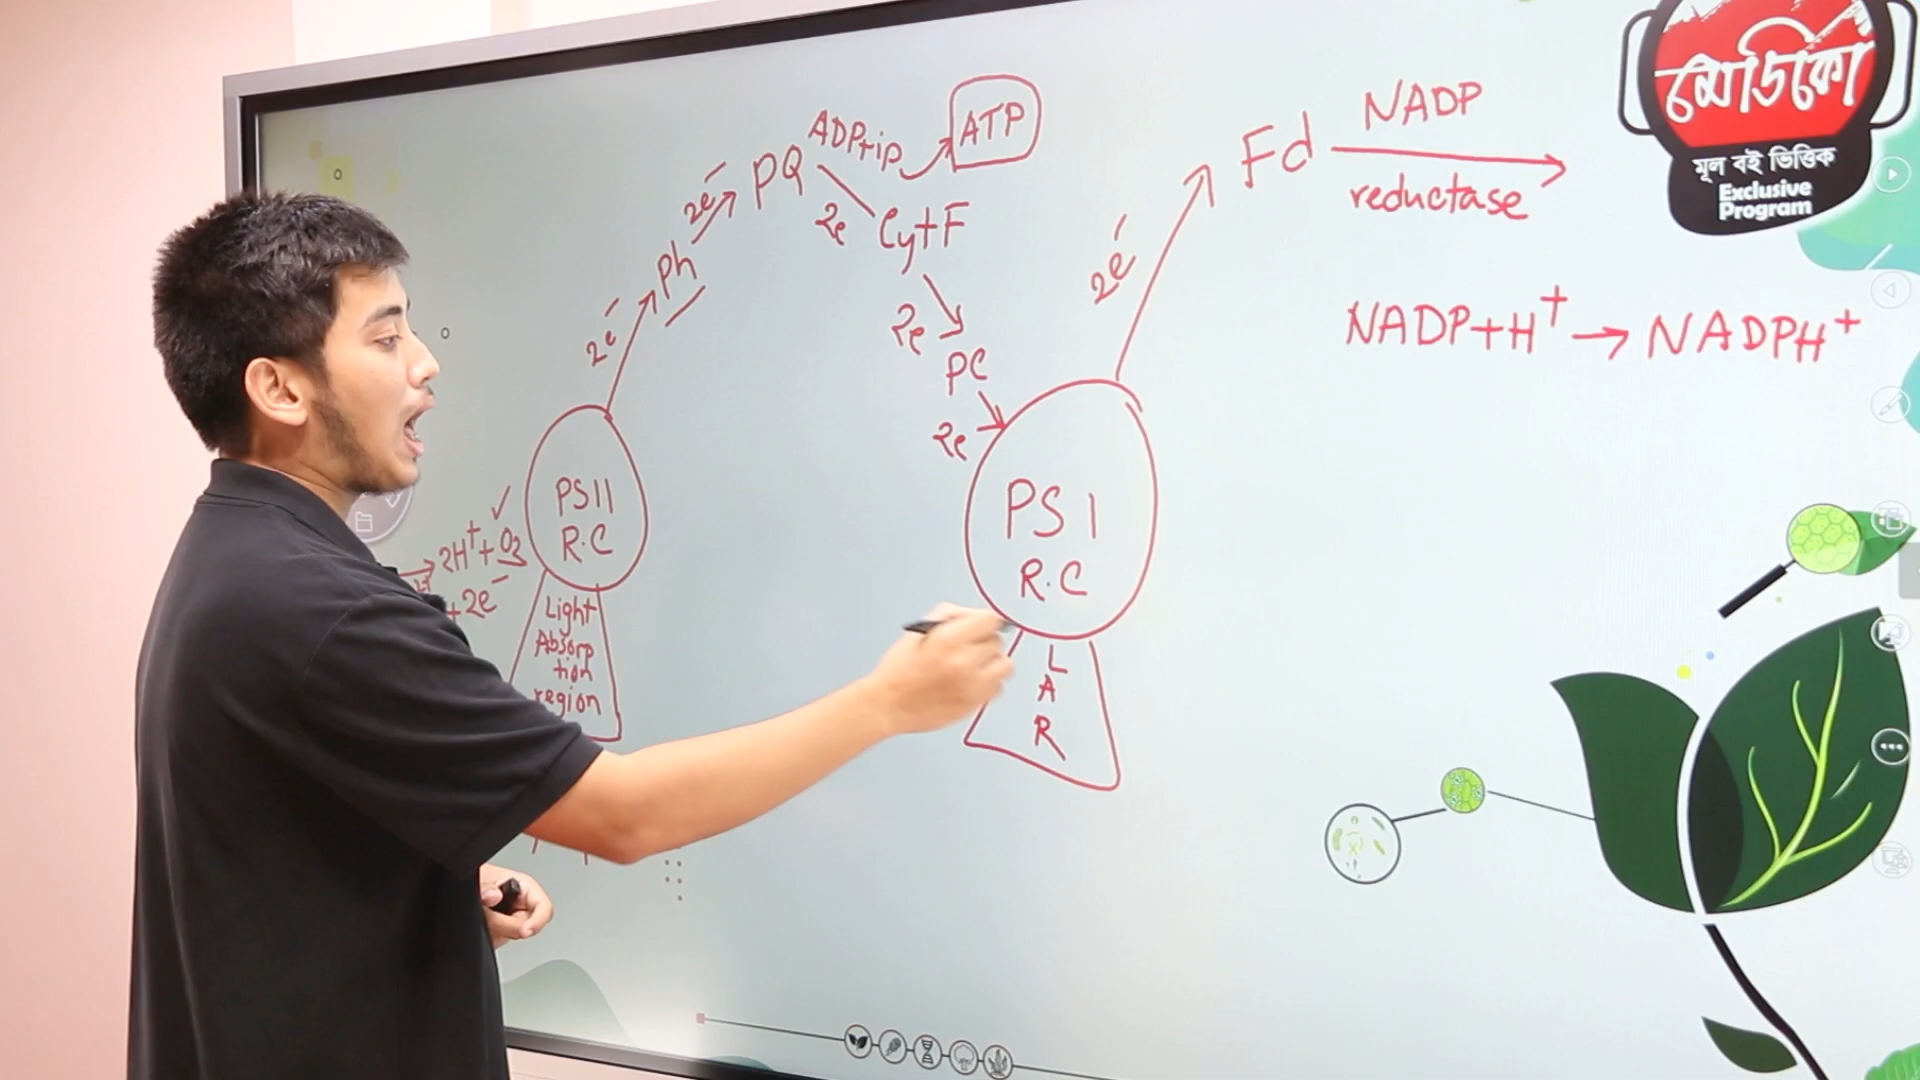 ADP+ip
ATP
PQ
2e⁻
2e
Cyt F
Ph
2e⁻
2e
PC
2e
PS II
R.C
2H⁺ + O₂
+2e⁻
Light
Absorp
tion
region
PS I
R.C
L
A
R
2e⁻
Fd
NADP
reductase
NADP+H⁺ → NADPH⁺
মেডিকো
মূল বই ভিত্তিক
Exclusive
Program